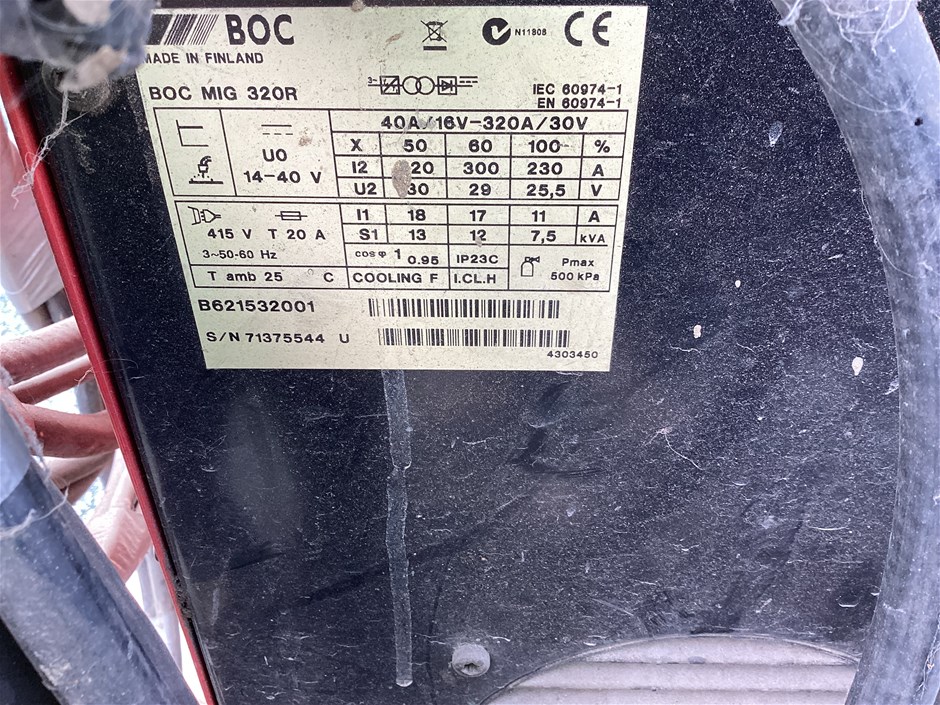 BOC
N11808
CE
MADE IN FINLAND
3~
BOC MIG 320R
IEC 60974-1
EN 60974-1
40A/16V-320A/30V
X 50 60 100 %
I2 20 300 230 A
U2 30 29 25,5 V
U0
14-40 V
I1 18 17 11 A
S1 13 12 7,5 kVA
415 V T 20 A
3~50-60 Hz
cos φ 1 0.95 IP23C
Pmax
500 kPa
T amb 25 C COOLING F I.CL.H
B621532001
S/N 71375544 U
4303450